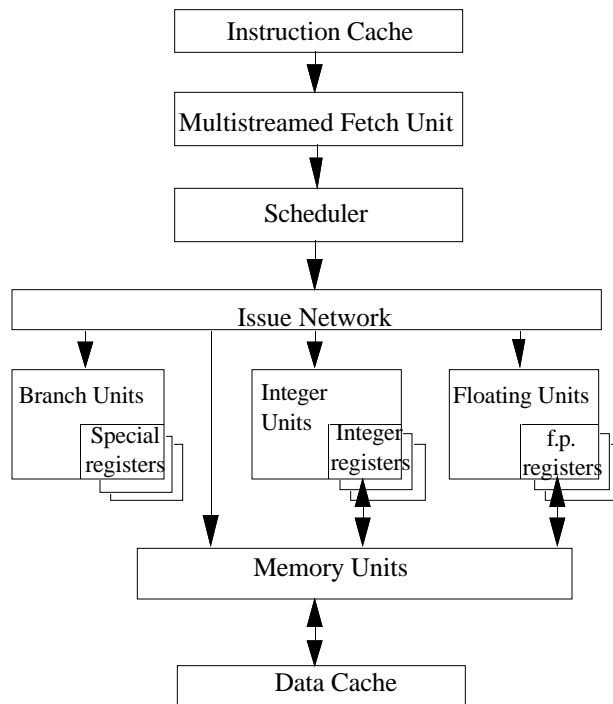 Instruction Cache
Multistreamed Fetch Unit
Scheduler
Issue Network
Branch Units
Special
registers
Integer
Units
Integer
registers
Floating Units
f.p.
registers
Memory Units
Data Cache